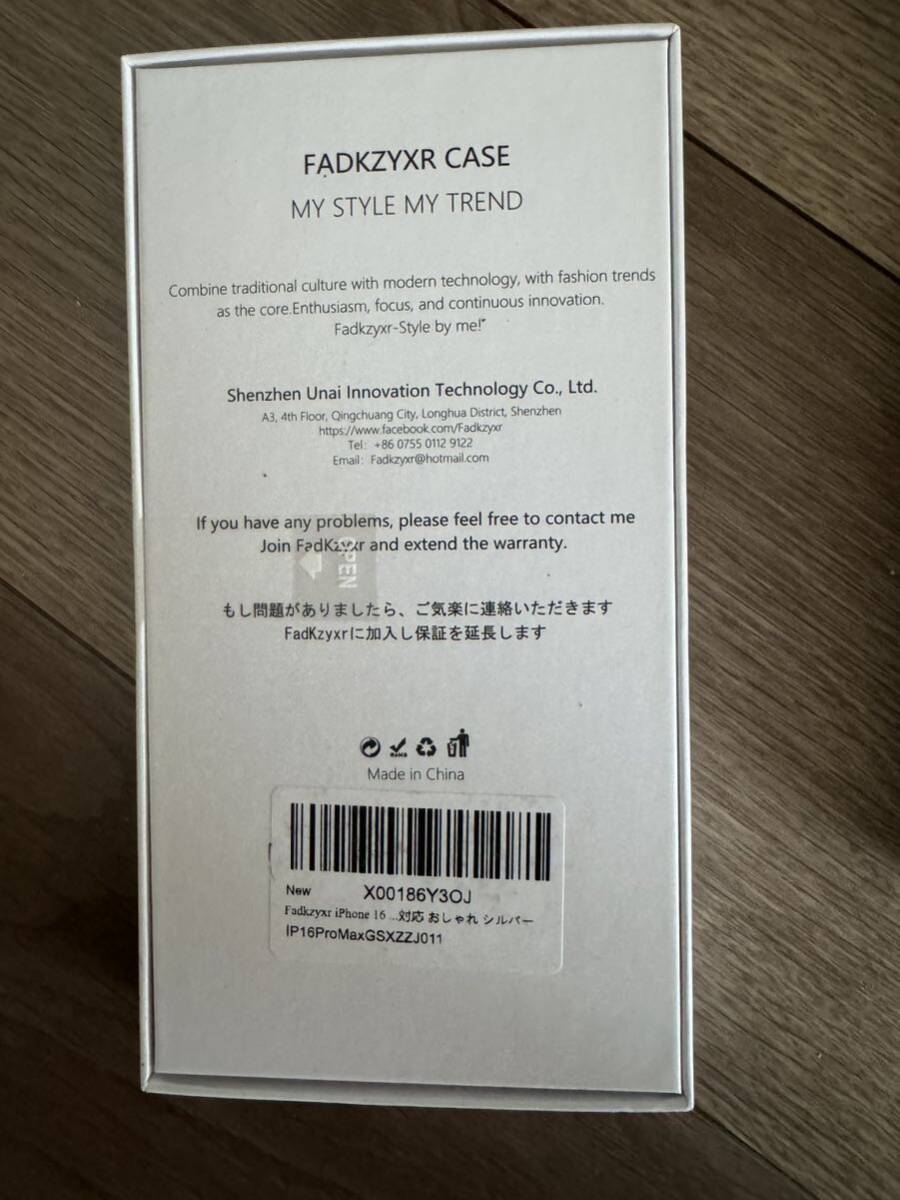 FADKZYXR CASE
MY STYLE MY TREND
Combine traditional culture with modern technology, with fashion trends
as the core.Enthusiasm, focus, and continuous innovation.
Fadkzyxr-Style by me!"
Shenzhen Unai Innovation Technology Co., Ltd.
A3, 4th Floor, Qingchuang City, Longhua District, Shenzhen
https://www.facebook.com/Fadkzyxr
Tel: +86 0755 0112 9122
Email: Fadkzyxr@hotmail.com
If you have any problems, please feel free to contact me
Join FadKzyxr and extend the warranty.
OPEN
もし問題がありましたら、ご気楽に連絡いただきます
FadKzyxrに加入し保証を延長します
Made in China
New X00186Y3OJ
Fadkzyxr iPhone 16 ...対応 おしゃれ シルバー
IP16ProMaxGSXZZJ011